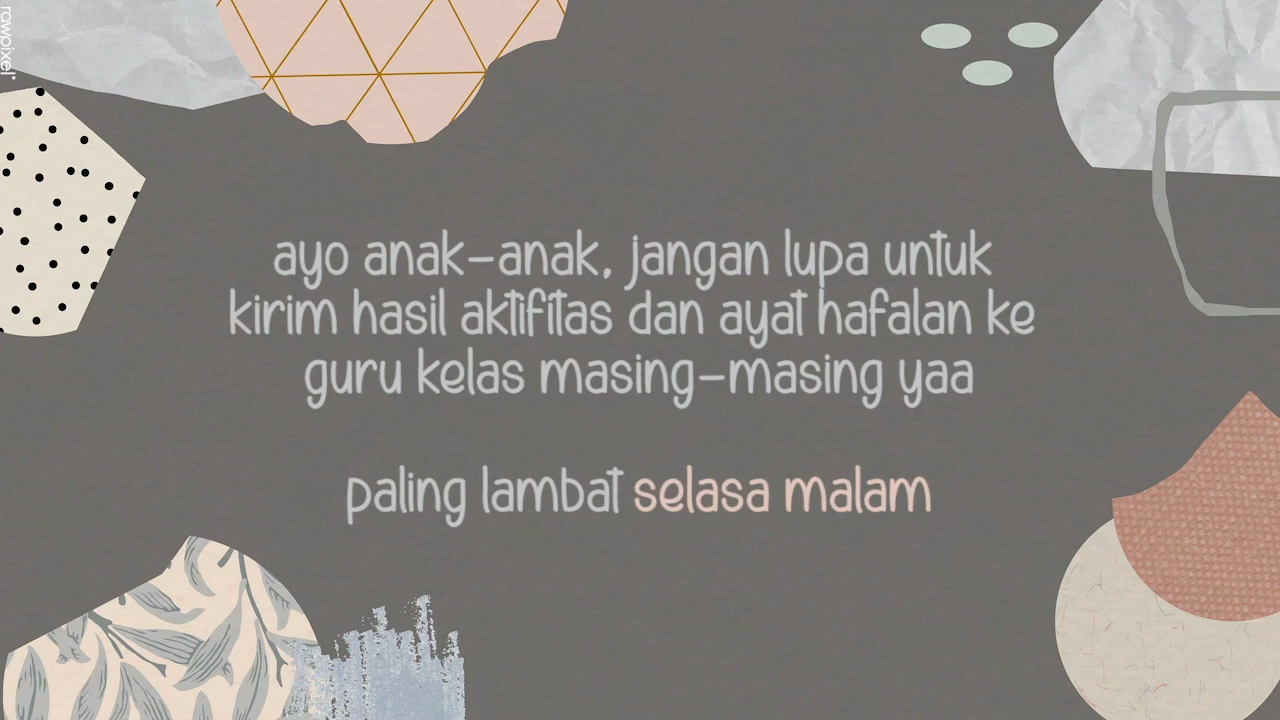 rawpixel
ayo anak-anak, jangan lupa untuk
kirim hasil aktifitas dan ayat hafalan ke
guru kelas masing-masing yaa
paling lambat selasa malam